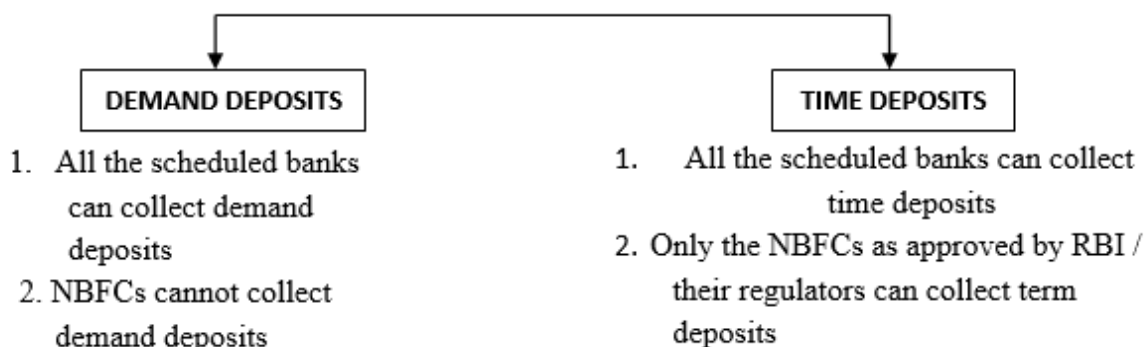 DEMAND DEPOSITS
1. All the scheduled banks
can collect demand
deposits
2. NBFCs cannot collect
demand deposits
TIME DEPOSITS
1. All the scheduled banks can collect
time deposits
2. Only the NBFCs as approved by RBI /
their regulators can collect term
deposits